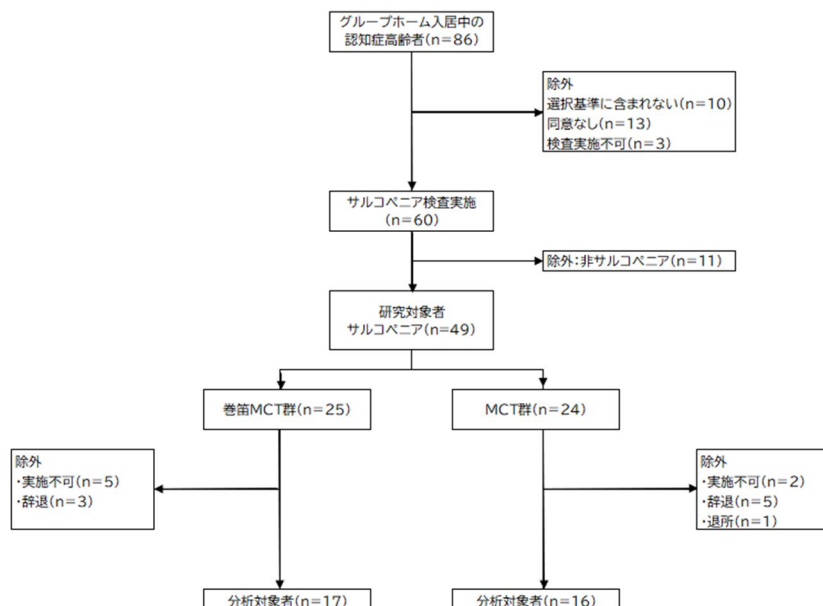 グループホーム入居中の
認知症高齢者(n=86)
除外
選択基準に含まれない(n=10)
同意なし(n=13)
検査実施不可(n=3)
サルコペニア検査実施
(n=60)
除外:非サルコペニア(n=11)
研究対象者
サルコペニア(n=49)
巻笛MCT群(n=25)
MCT群(n=24)
除外
・実施不可(n=5)
・辞退(n=3)
除外
・実施不可(n=2)
・辞退(n=5)
・退所(n=1)
分析対象者(n=17)
分析対象者(n=16)